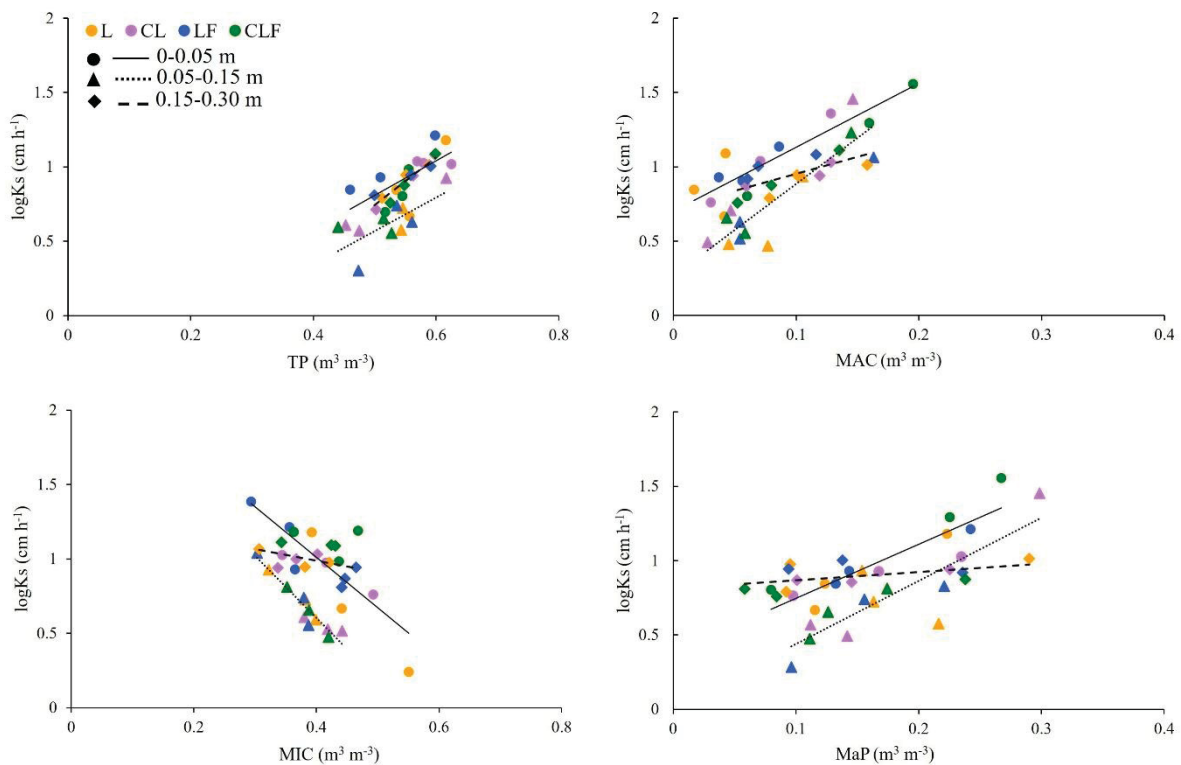 2
L CL LF CLF
0-0.05 m
0.05-0.15 m
0.15-0.30 m
1.5
1
0.5
0
logKs (cm h⁻¹)
0 0.2 0.4 0.6 0.8
TP (m³ m⁻³)
2
1.5
1
0.5
0
logKs (cm h⁻¹)
0 0.1 0.2 0.3 0.4
MAC (m³ m⁻³)
2
1.5
1
0.5
0
logKs (cm h⁻¹)
0 0.2 0.4 0.6 0.8
MIC (m³ m⁻³)
2
1.5
1
0.5
0
logKs (cm h⁻¹)
0 0.1 0.2 0.3 0.4
MaP (m³ m⁻³)